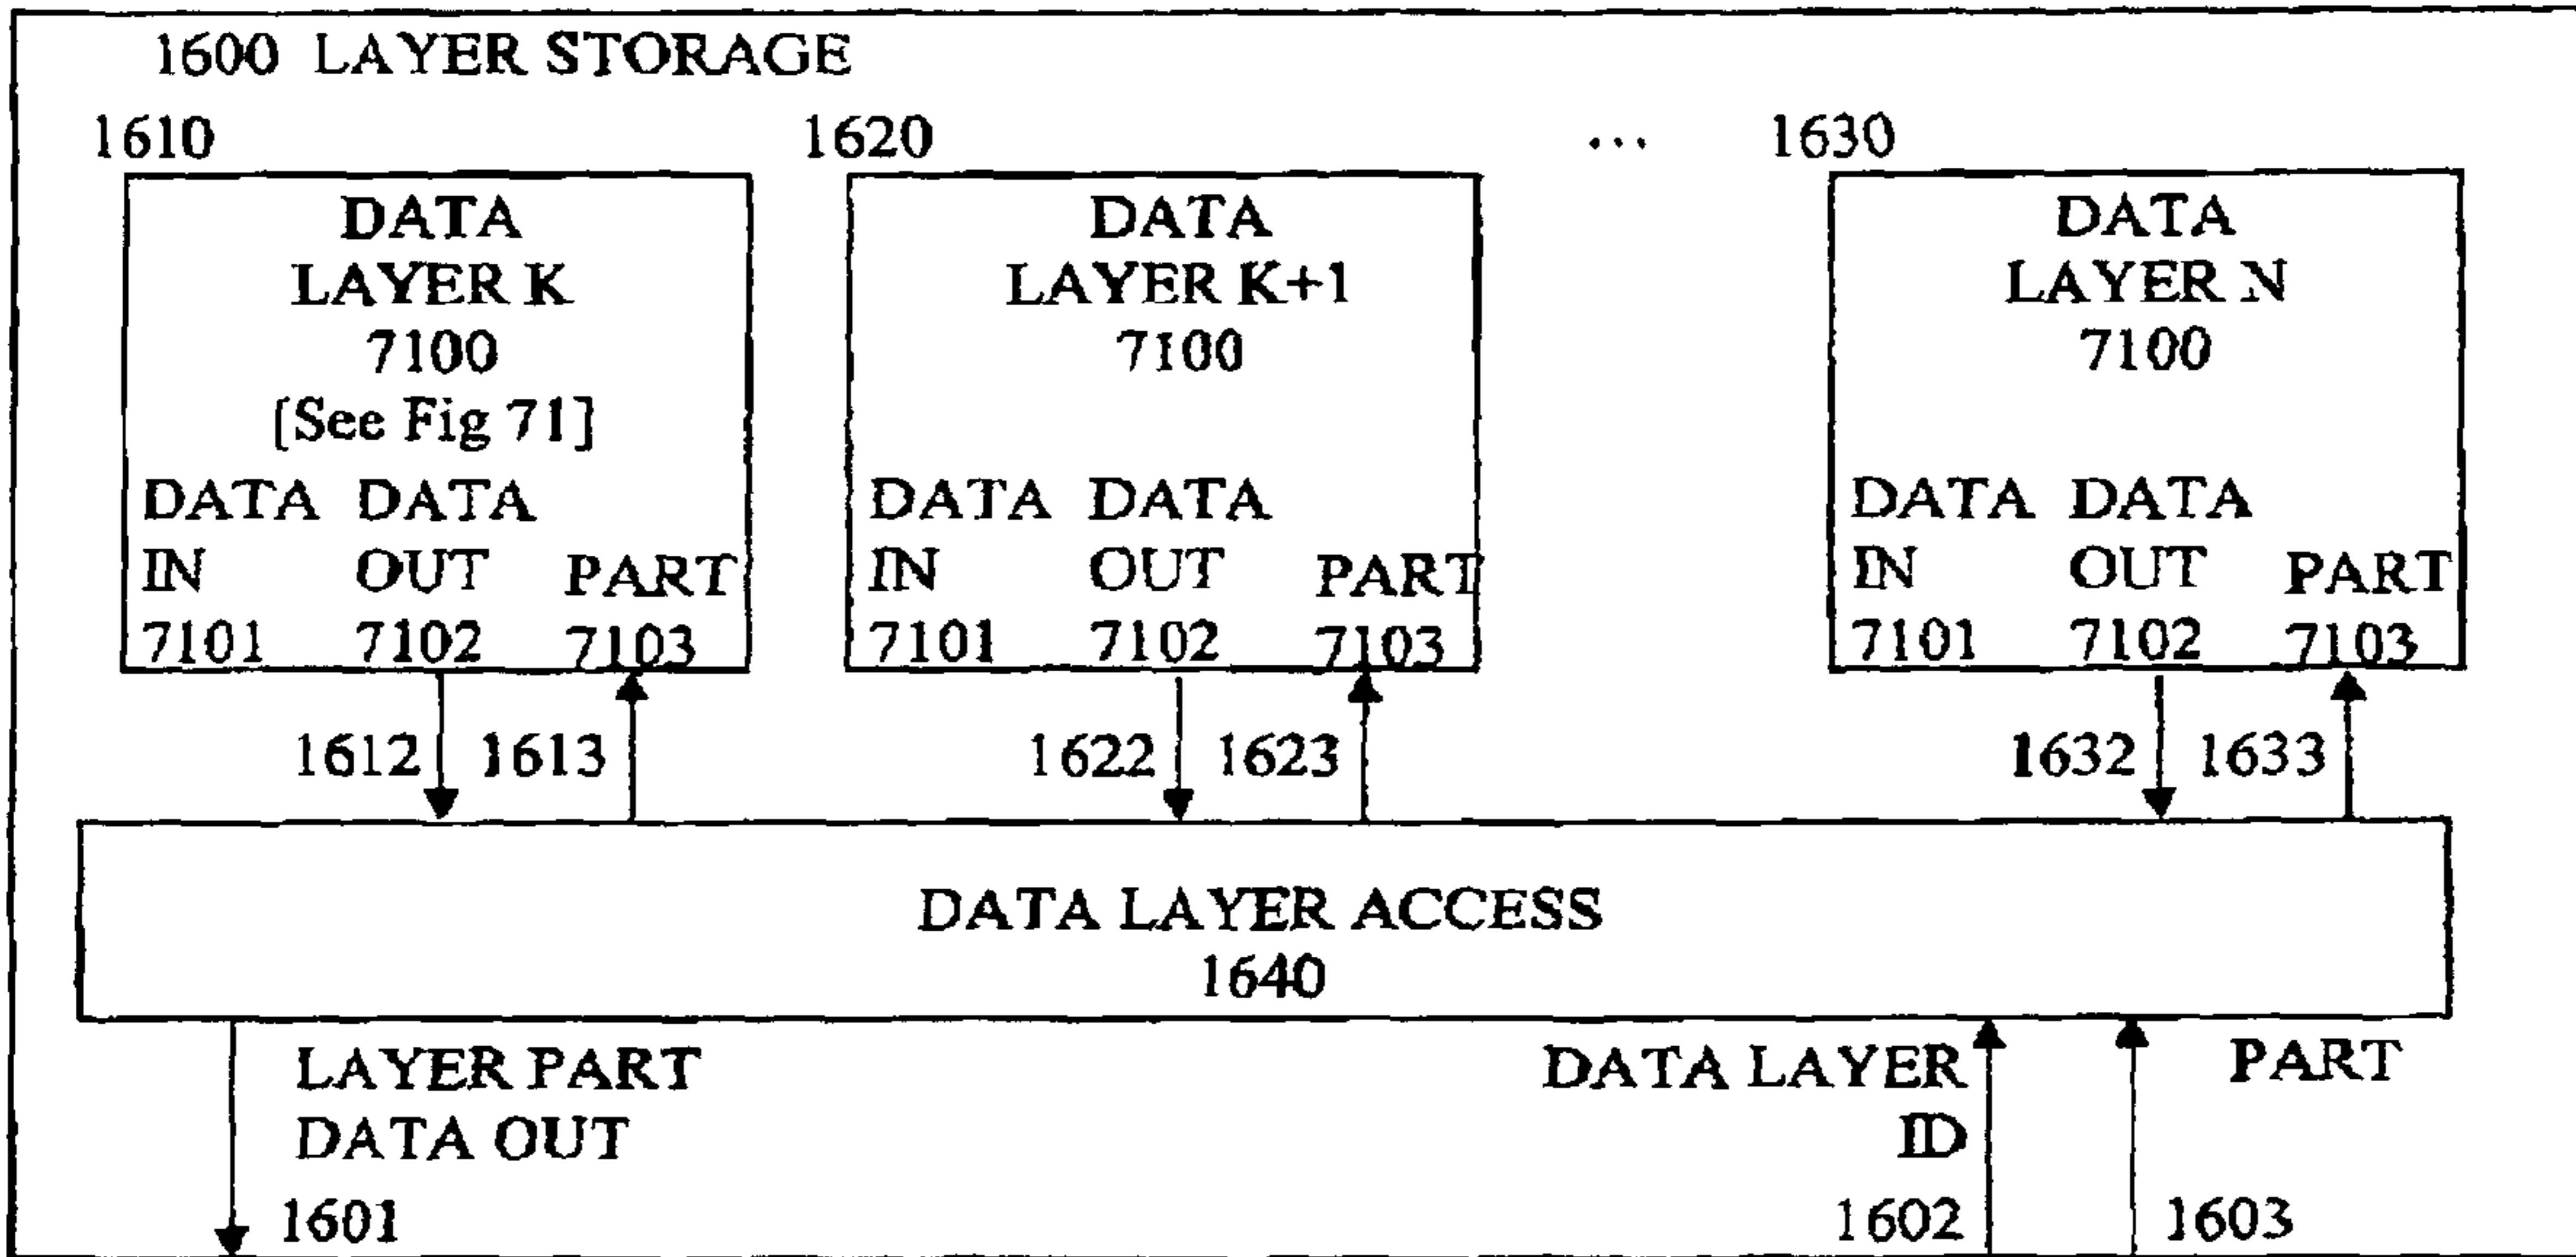 1600 LAYER STORAGE
1610 1620 ... 1630
DATA
LAYER K
7100
[See Fig 71]
DATA DATA
IN OUT PART
7101 7102 7103
DATA
LAYER K+1
7100
DATA DATA
IN OUT PART
7101 7102 7103
DATA
LAYER N
7100
DATA DATA
IN OUT PART
7101 7102 7103
1612 1613 1622 1623 1632 1633
DATA LAYER ACCESS
1640
LAYER PART
DATA OUT
1601
DATA LAYER
ID
1602
PART
1603